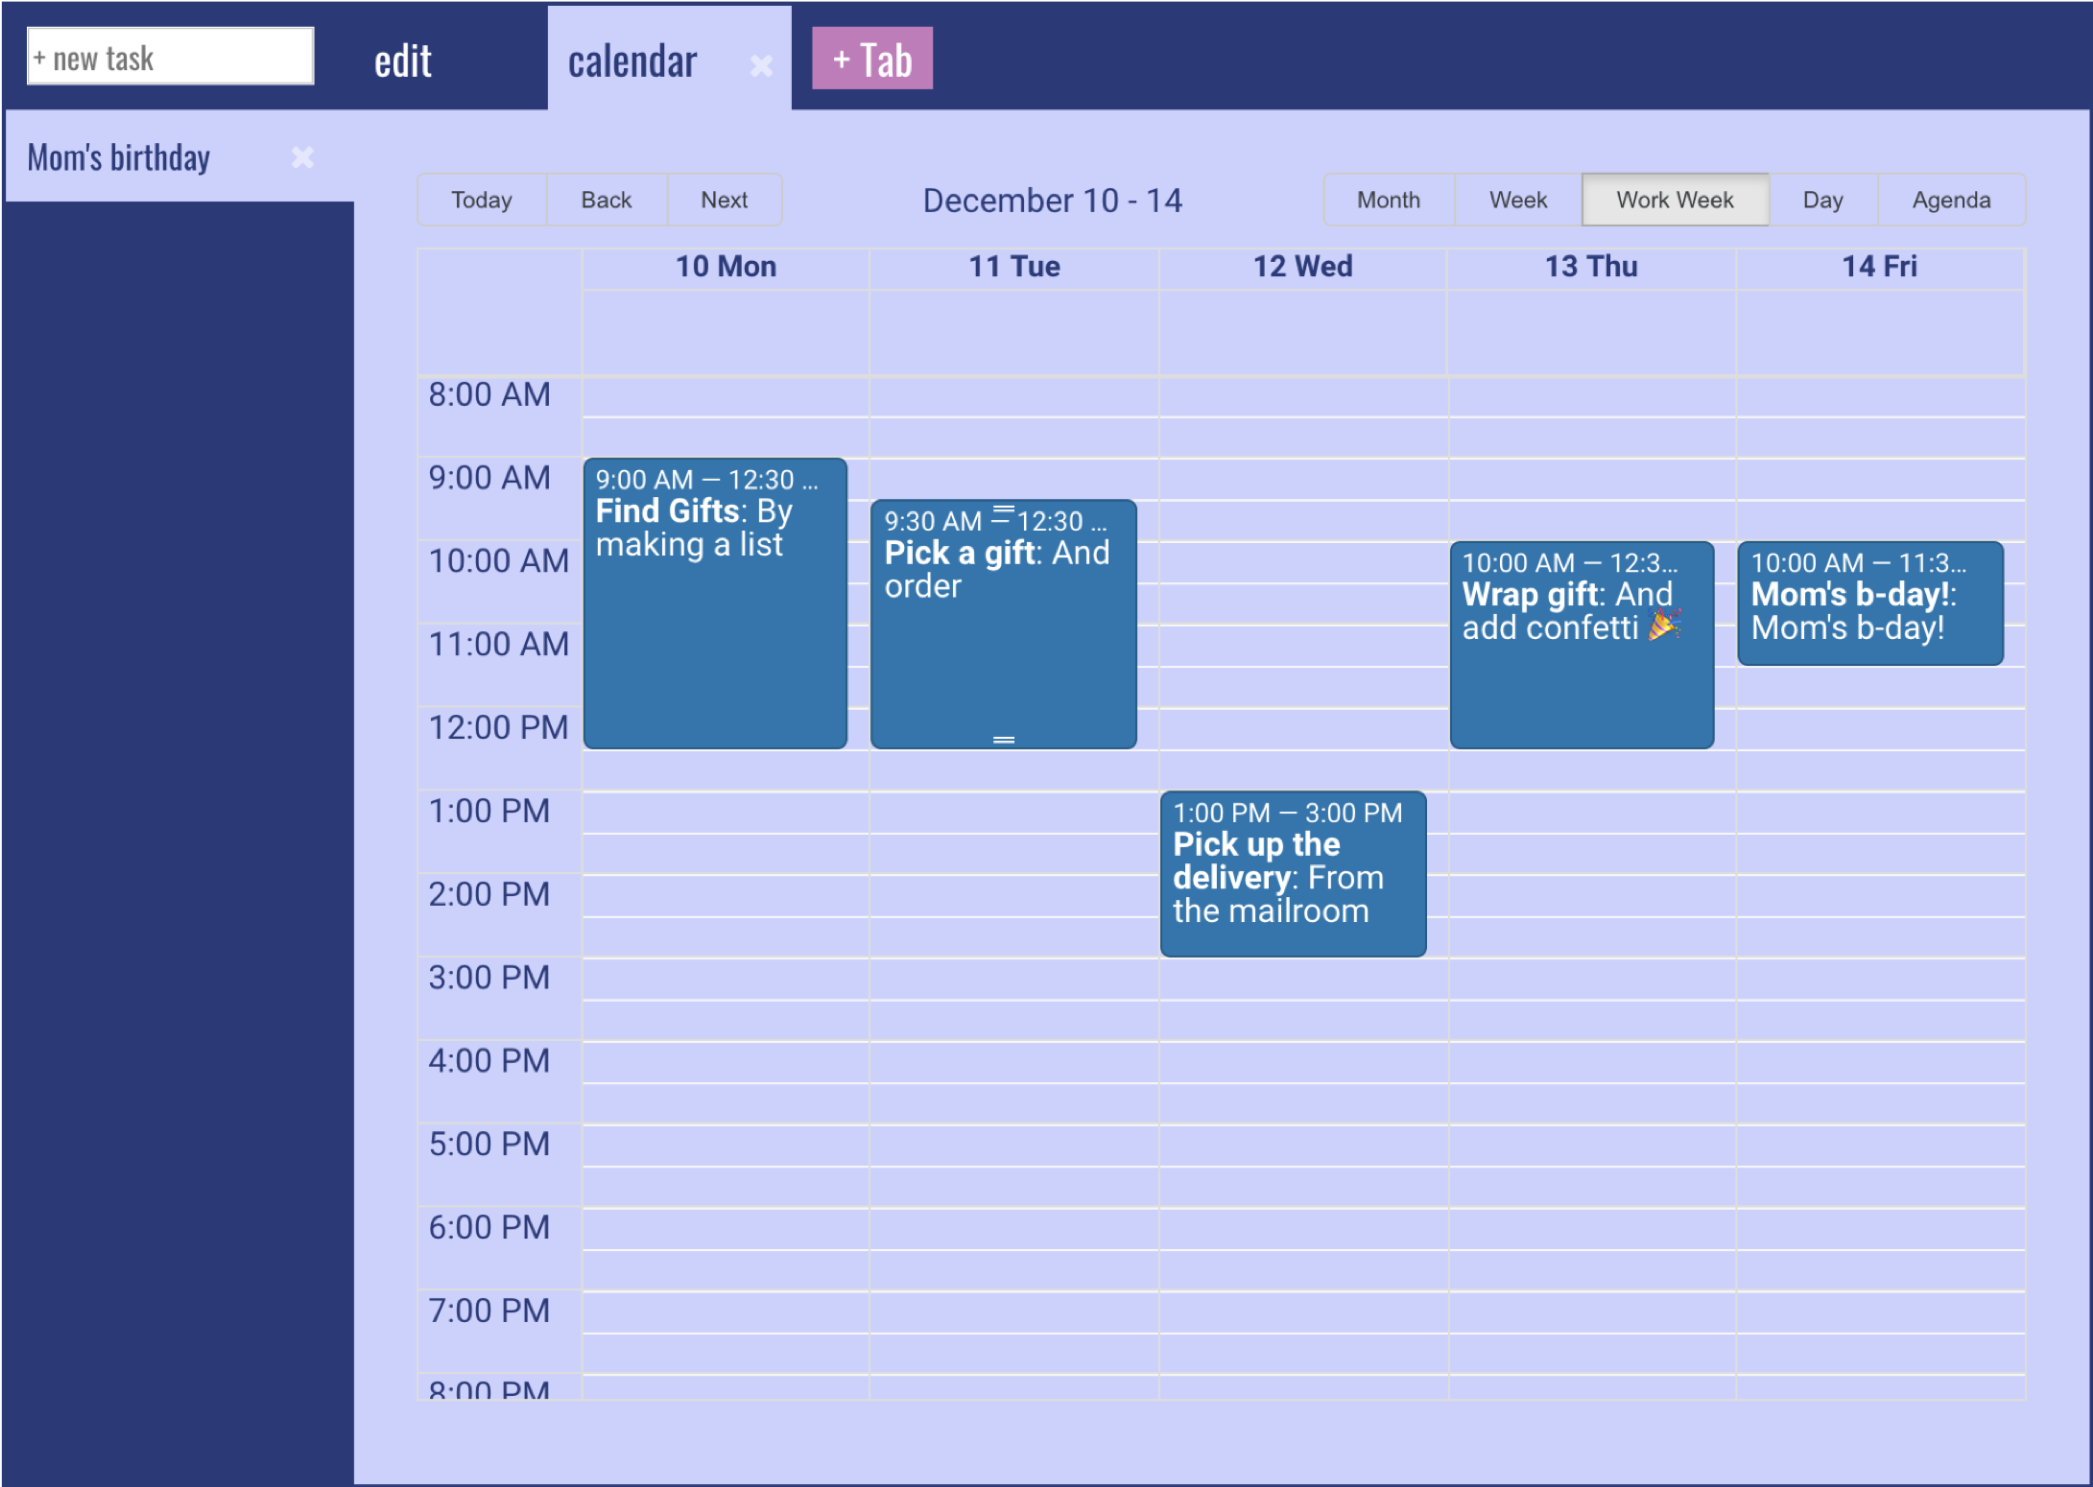 + new task
edit
calendar
+ Tab
Mom's birthday
Today Back Next
December 10 - 14
Month Week Work Week Day Agenda
10 Mon 11 Tue 12 Wed 13 Thu 14 Fri
8:00 AM
9:00 AM
10:00 AM
11:00 AM
12:00 PM
1:00 PM
2:00 PM
3:00 PM
4:00 PM
5:00 PM
6:00 PM
7:00 PM
8:00 PM
9:00 AM — 12:30 ...
Find Gifts: By
making a list
9:30 AM — 12:30 ...
Pick a gift: And
order
1:00 PM — 3:00 PM
Pick up the
delivery: From
the mailroom
10:00 AM — 12:3...
Wrap gift: And
add confetti 🎉
10:00 AM — 11:3...
Mom's b-day!:
Mom's b-day!